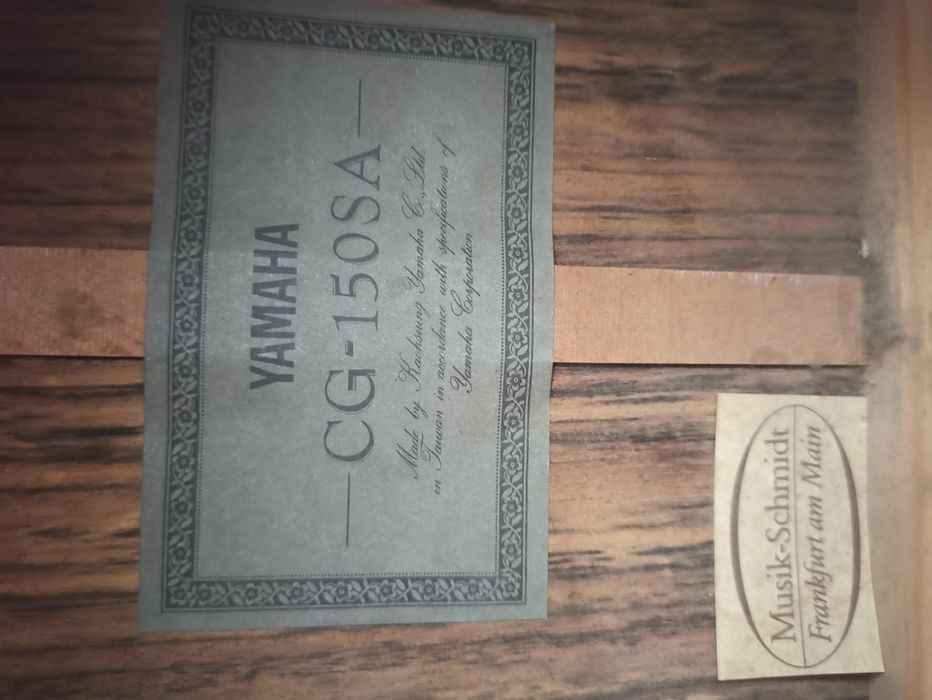 YAMAHA
CG-150SA
Made by Kaohsiung Yamaha Co., Ltd.
in Taiwan in accordance with specifications of
Yamaha Corporation
Musik-Schmidt
Frankfurt am Main